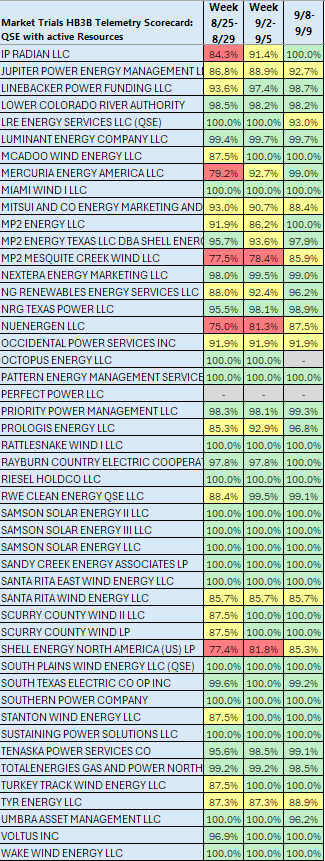 Market Trials HB3B Telemetry Scorecard: QSE with active Resources | Week 8/25-8/29 | Week 9/2-9/5 | 9/8-9/9
IP RADIAN LLC 84.3% 91.4% 100.0%
JUPITER POWER ENERGY MANAGEMENT LL 86.8% 88.9% 92.7%
LINEBACKER POWER FUNDING LLC 93.6% 97.4% 98.7%
LOWER COLORADO RIVER AUTHORITY 98.5% 98.2% 98.2%
LRE ENERGY SERVICES LLC (QSE) 100.0% 100.0% 93.0%
LUMINANT ENERGY COMPANY LLC 99.4% 99.7% 99.7%
MCADOO WIND ENERGY LLC 87.5% 100.0% 100.0%
MERCURIA ENERGY AMERICA LLC 79.2% 92.7% 99.0%
MIAMI WIND I LLC 100.0% 100.0% 100.0%
MITSUI AND CO ENERGY MARKETING AND 93.0% 90.7% 88.4%
MP2 ENERGY LLC 91.9% 86.2% 100.0%
MP2 ENERGY TEXAS LLC DBA SHELL ENERG 95.7% 93.6% 97.9%
MP2 MESQUITE CREEK WIND LLC 77.5% 78.4% 85.9%
NEXTERA ENERGY MARKETING LLC 98.0% 99.5% 99.0%
NG RENEWABLES ENERGY SERVICES LLC 88.0% 92.4% 96.2%
NRG TEXAS POWER LLC 95.5% 98.1% 98.9%
NUENERGEN LLC 75.0% 81.3% 87.5%
OCCIDENTAL POWER SERVICES INC 91.9% 91.9% 91.9%
OCTOPUS ENERGY LLC 100.0% 100.0% -
PATTERN ENERGY MANAGEMENT SERVICE 100.0% 100.0% 100.0%
PERFECT POWER LLC - - -
PRIORITY POWER MANAGEMENT LLC 98.3% 98.1% 99.3%
PROLOGIS ENERGY LLC 85.3% 92.9% 96.8%
RATTLESNAKE WIND I LLC 100.0% 100.0% 100.0%
RAYBURN COUNTRY ELECTRIC COOPERAT 97.8% 97.8% 100.0%
RIESEL HOLDCO LLC 100.0% 100.0% 100.0%
RWE CLEAN ENERGY QSE LLC 88.4% 99.5% 99.1%
SAMSON SOLAR ENERGY II LLC 100.0% 100.0% 100.0%
SAMSON SOLAR ENERGY III LLC 100.0% 100.0% 100.0%
SAMSON SOLAR ENERGY LLC 100.0% 100.0% 100.0%
SANDY CREEK ENERGY ASSOCIATES LP 100.0% 100.0% 100.0%
SANTA RITA EAST WIND ENERGY LLC 100.0% 100.0% 100.0%
SANTA RITA WIND ENERGY LLC 85.7% 85.7% 85.7%
SCURRY COUNTY WIND II LLC 87.5% 100.0% 100.0%
SCURRY COUNTY WIND LP 87.5% 100.0% 100.0%
SHELL ENERGY NORTH AMERICA (US) LP 77.4% 81.8% 85.3%
SOUTH PLAINS WIND ENERGY LLC (QSE) 100.0% 100.0% 100.0%
SOUTH TEXAS ELECTRIC CO OP INC 99.6% 100.0% 99.2%
SOUTHERN POWER COMPANY 100.0% 100.0% 100.0%
STANTON WIND ENERGY LLC 87.5% 100.0% 100.0%
SUSTAINING POWER SOLUTIONS LLC 100.0% 100.0% 100.0%
TENASKA POWER SERVICES CO 95.6% 98.5% 99.1%
TOTALENERGIES GAS AND POWER NORTH 99.2% 99.2% 98.5%
TURKEY TRACK WIND ENERGY LLC 87.5% 100.0% 100.0%
TYR ENERGY LLC 87.3% 87.3% 88.9%
UMBRA ASSET MANAGEMENT LLC 100.0% 100.0% 96.2%
VOLTUS INC 96.9% 100.0% 100.0%
WAKE WIND ENERGY LLC 100.0% 100.0% 100.0%